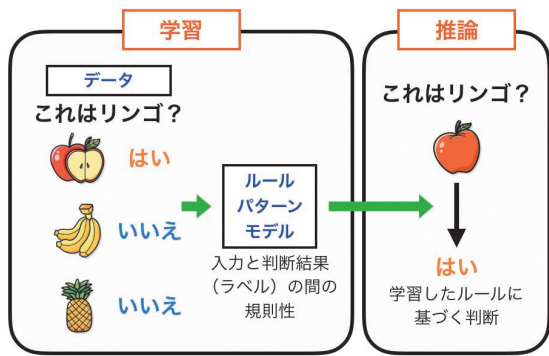 学習
データ
これはリンゴ？
はい
いいえ
いいえ
ルール
パターン
モデル
入力と判断結果
（ラベル）の間の
規則性
推論
これはリンゴ？
はい
学習したルールに
基づく判断